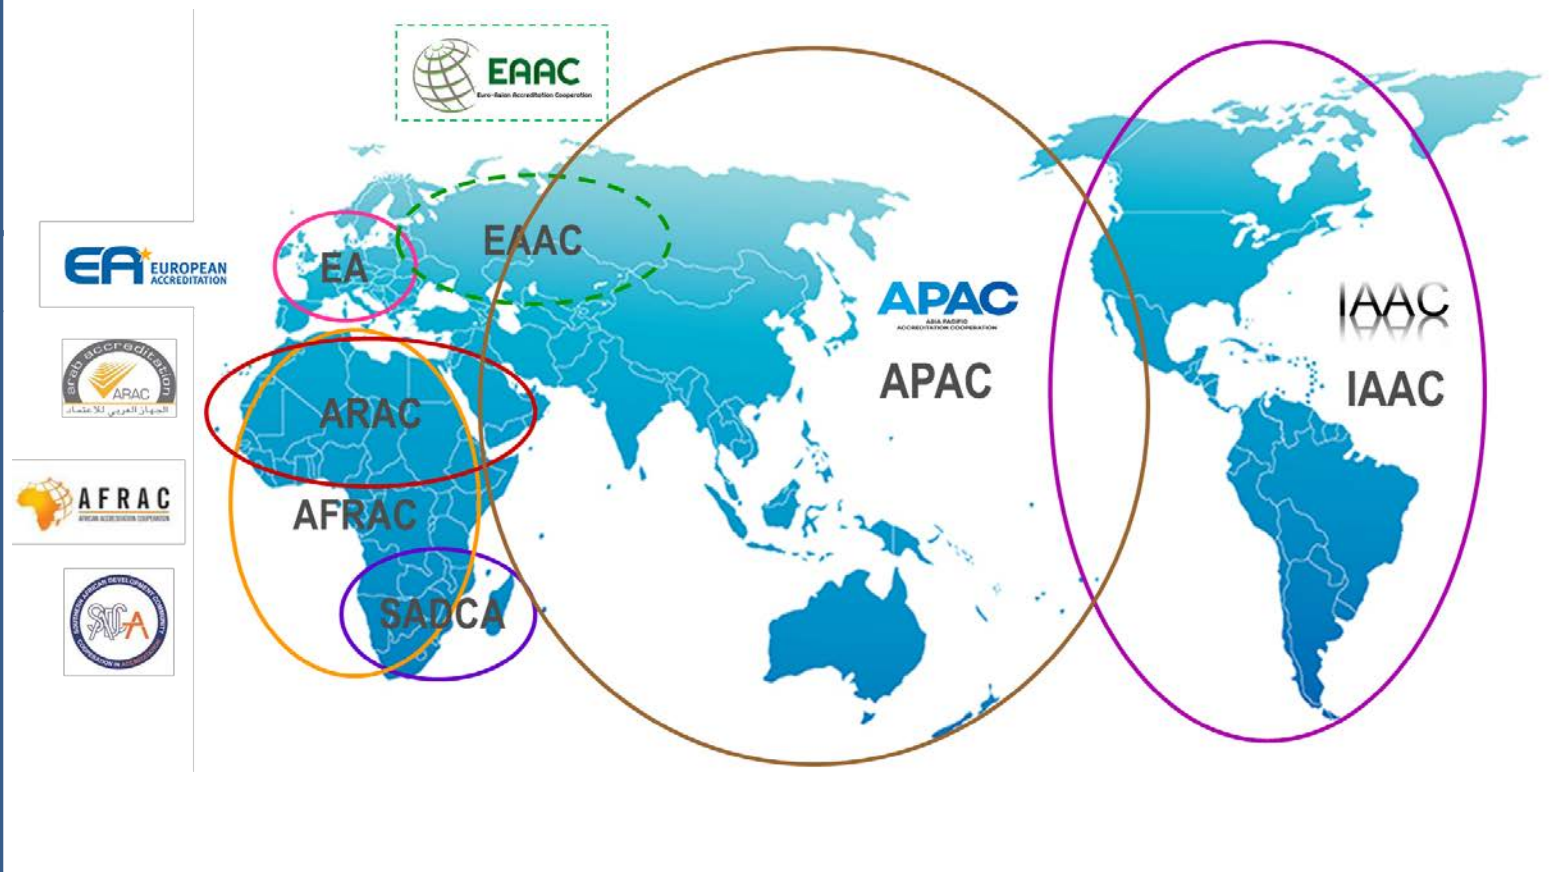 EAAC
Euro-Asian Accreditation Cooperation
EAAC
EA
EUROPEAN
ACCREDITATION
EA
APAC
ASIA PACIFIC
ACCREDITATION COOPERATION
APAC
IAAC
IAAC
arab accreditation
ARAC
الجهاز العربي للاعتماد
ARAC
AFRAC
AFRICAN ACCREDITATION COOPERATION
AFRAC
SOUTHERN AFRICAN DEVELOPMENT COMMUNITY
SADCA
COOPERATION IN ACCREDITATION
SADCA